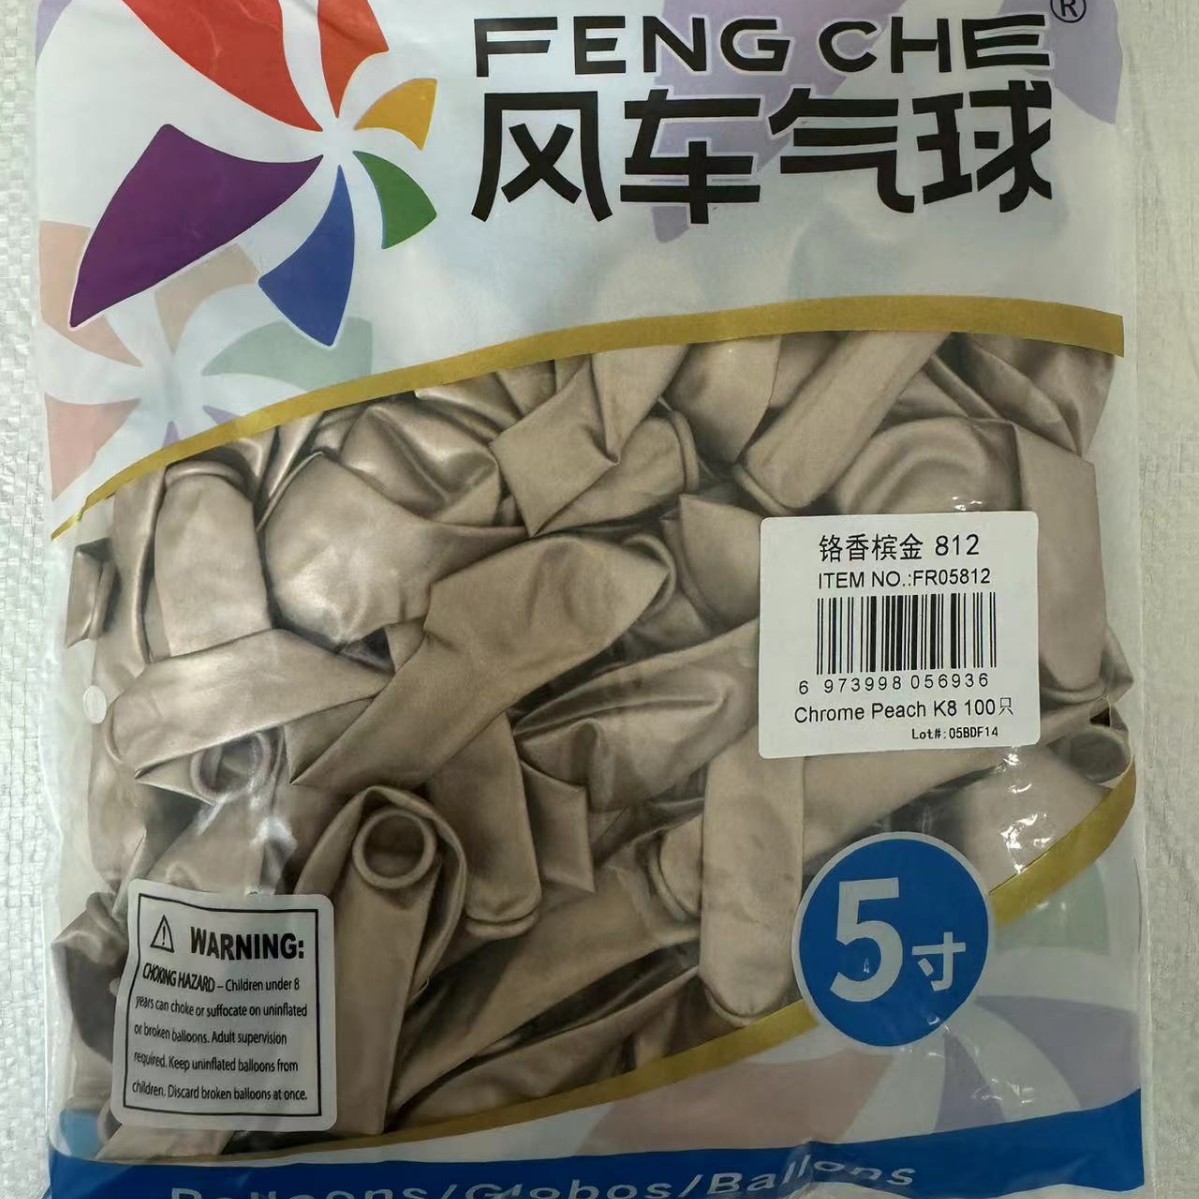 FENG CHE®
风车气球
铬香槟金 812
ITEM NO.:FR05812
6 973998 056936
Chrome Peach K8 100只
Lot#: 05BDF14
5寸
WARNING:
CHOKING HAZARD – Children under 8
years can choke or suffocate on uninflated
or broken balloons. Adult supervision
required. Keep uninflated balloons from
children. Discard broken balloons at once.
Balloons/Globos/Ballons